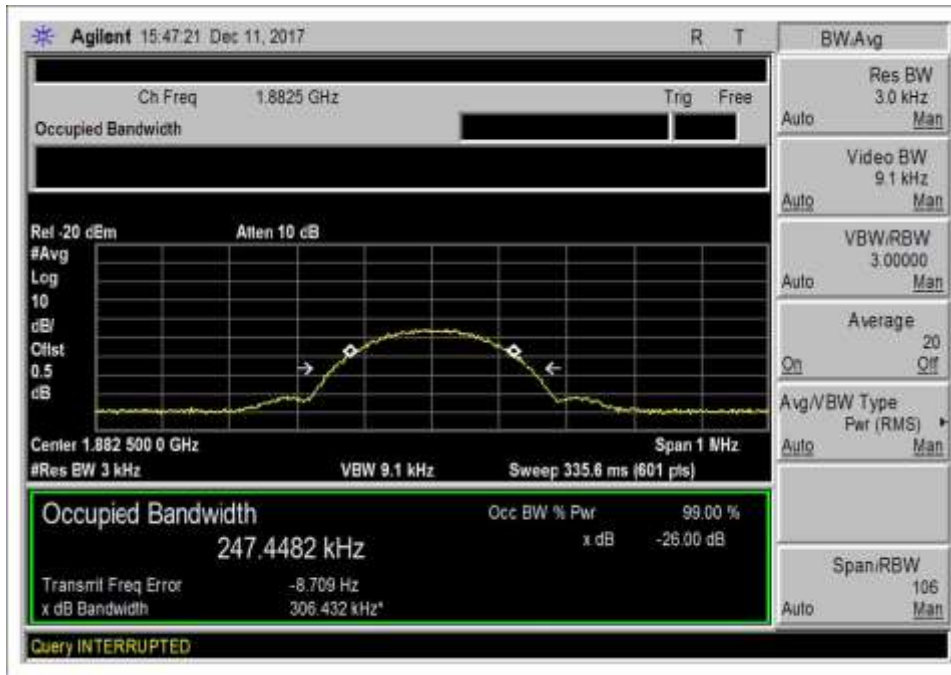 Agilent 15:47:21 Dec 11, 2017 R T
Ch Freq 1.8825 GHz Trig Free
Occupied Bandwidth
Ref -20 dBm Atten 10 dB
#Avg
Log
10
dB/
Offst
0.5
dB
Center 1.882 500 0 GHz Span 1 MHz
#Res BW 3 kHz VBW 9.1 kHz Sweep 335.6 ms (601 pts)
Occupied Bandwidth Occ BW % Pwr 99.00 %
247.4482 kHz x dB -26.00 dB
Transmit Freq Error -8.709 Hz
x dB Bandwidth 306.432 kHz*
Query INTERRUPTED
BW/Avg
Res BW
3.0 kHz
Auto Man
Video BW
9.1 kHz
Auto Man
VBW/RBW
3.00000
Auto Man
Average
20
On Off
Avg/VBW Type
Pwr (RMS)
Auto Man
Span/RBW
106
Auto Man